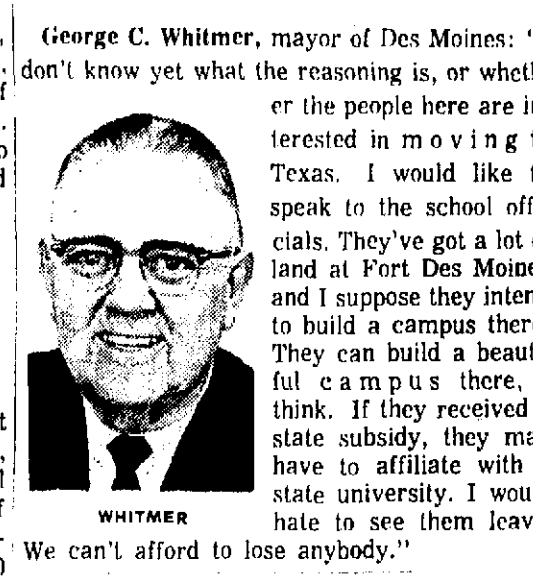 George C. Whitmer, mayor of Des Moines: "
don't know yet what the reasoning is, or wheth
er the people here are in
terested in moving t
Texas. I would like t
speak to the school offi
cials. They've got a lot
land at Fort Des Moine
and I suppose they inten
to build a campus ther
They can build a beaut
ful campus there,
think. If they received
state subsidy, they ma
have to affiliate with
state university. I wou
hate to see them leav
WHITMER
We can't afford to lose anybody."